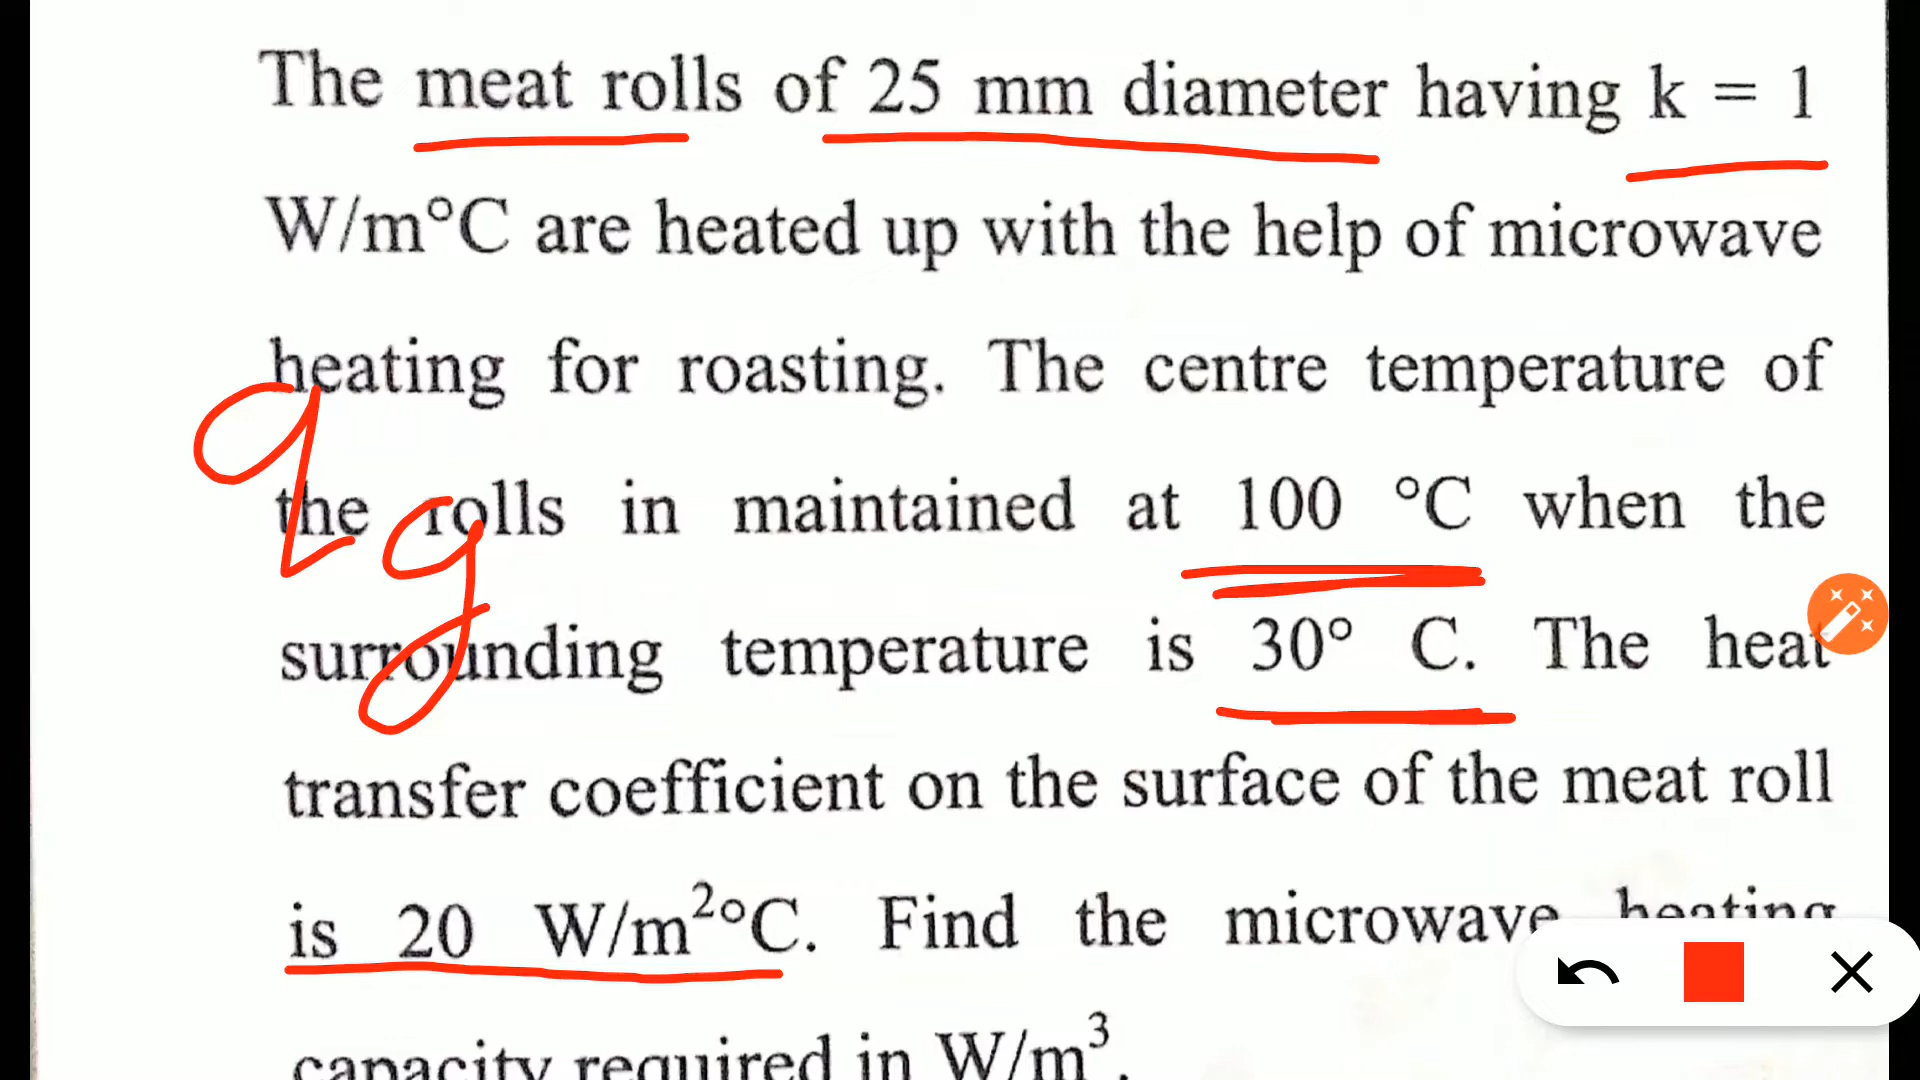 The meat rolls of 25 mm diameter having k = 1
W/m°C are heated up with the help of microwave
heating for roasting. The centre temperature of
the rolls in maintained at 100 °C when the
surrounding temperature is 30° C. The heat
transfer coefficient on the surface of the meat roll
is 20 W/m²°C. Find the microwave heating
capacity required in W/m³.
q
g